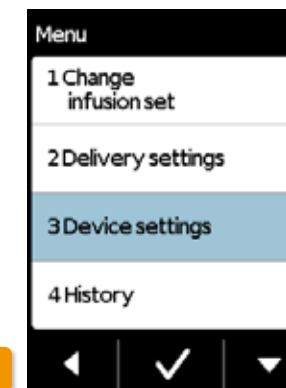 Menu
1 Change
infusion set
2 Delivery settings
3 Device settings
4 History